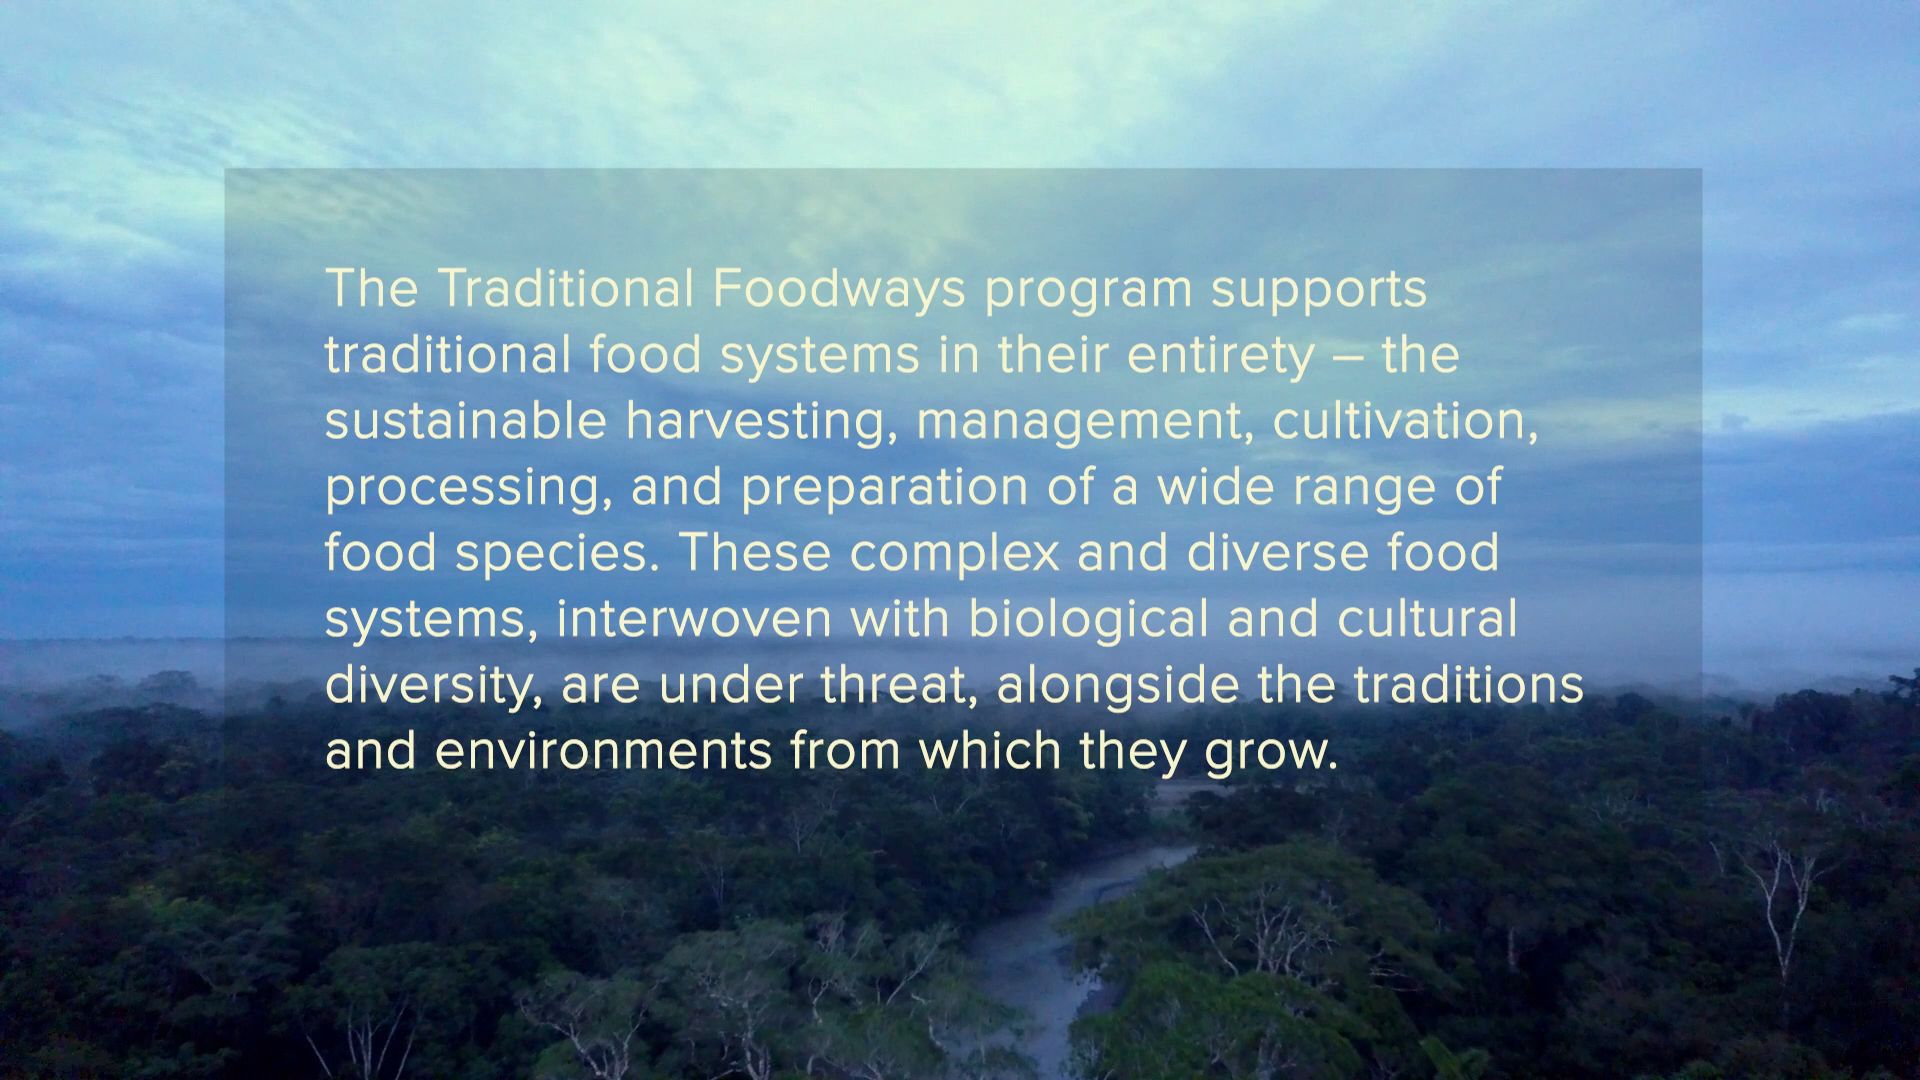 The Traditional Foodways program supports
traditional food systems in their entirety – the
sustainable harvesting, management, cultivation,
processing, and preparation of a wide range of
food species. These complex and diverse food
systems, interwoven with biological and cultural
diversity, are under threat, alongside the traditions
and environments from which they grow.